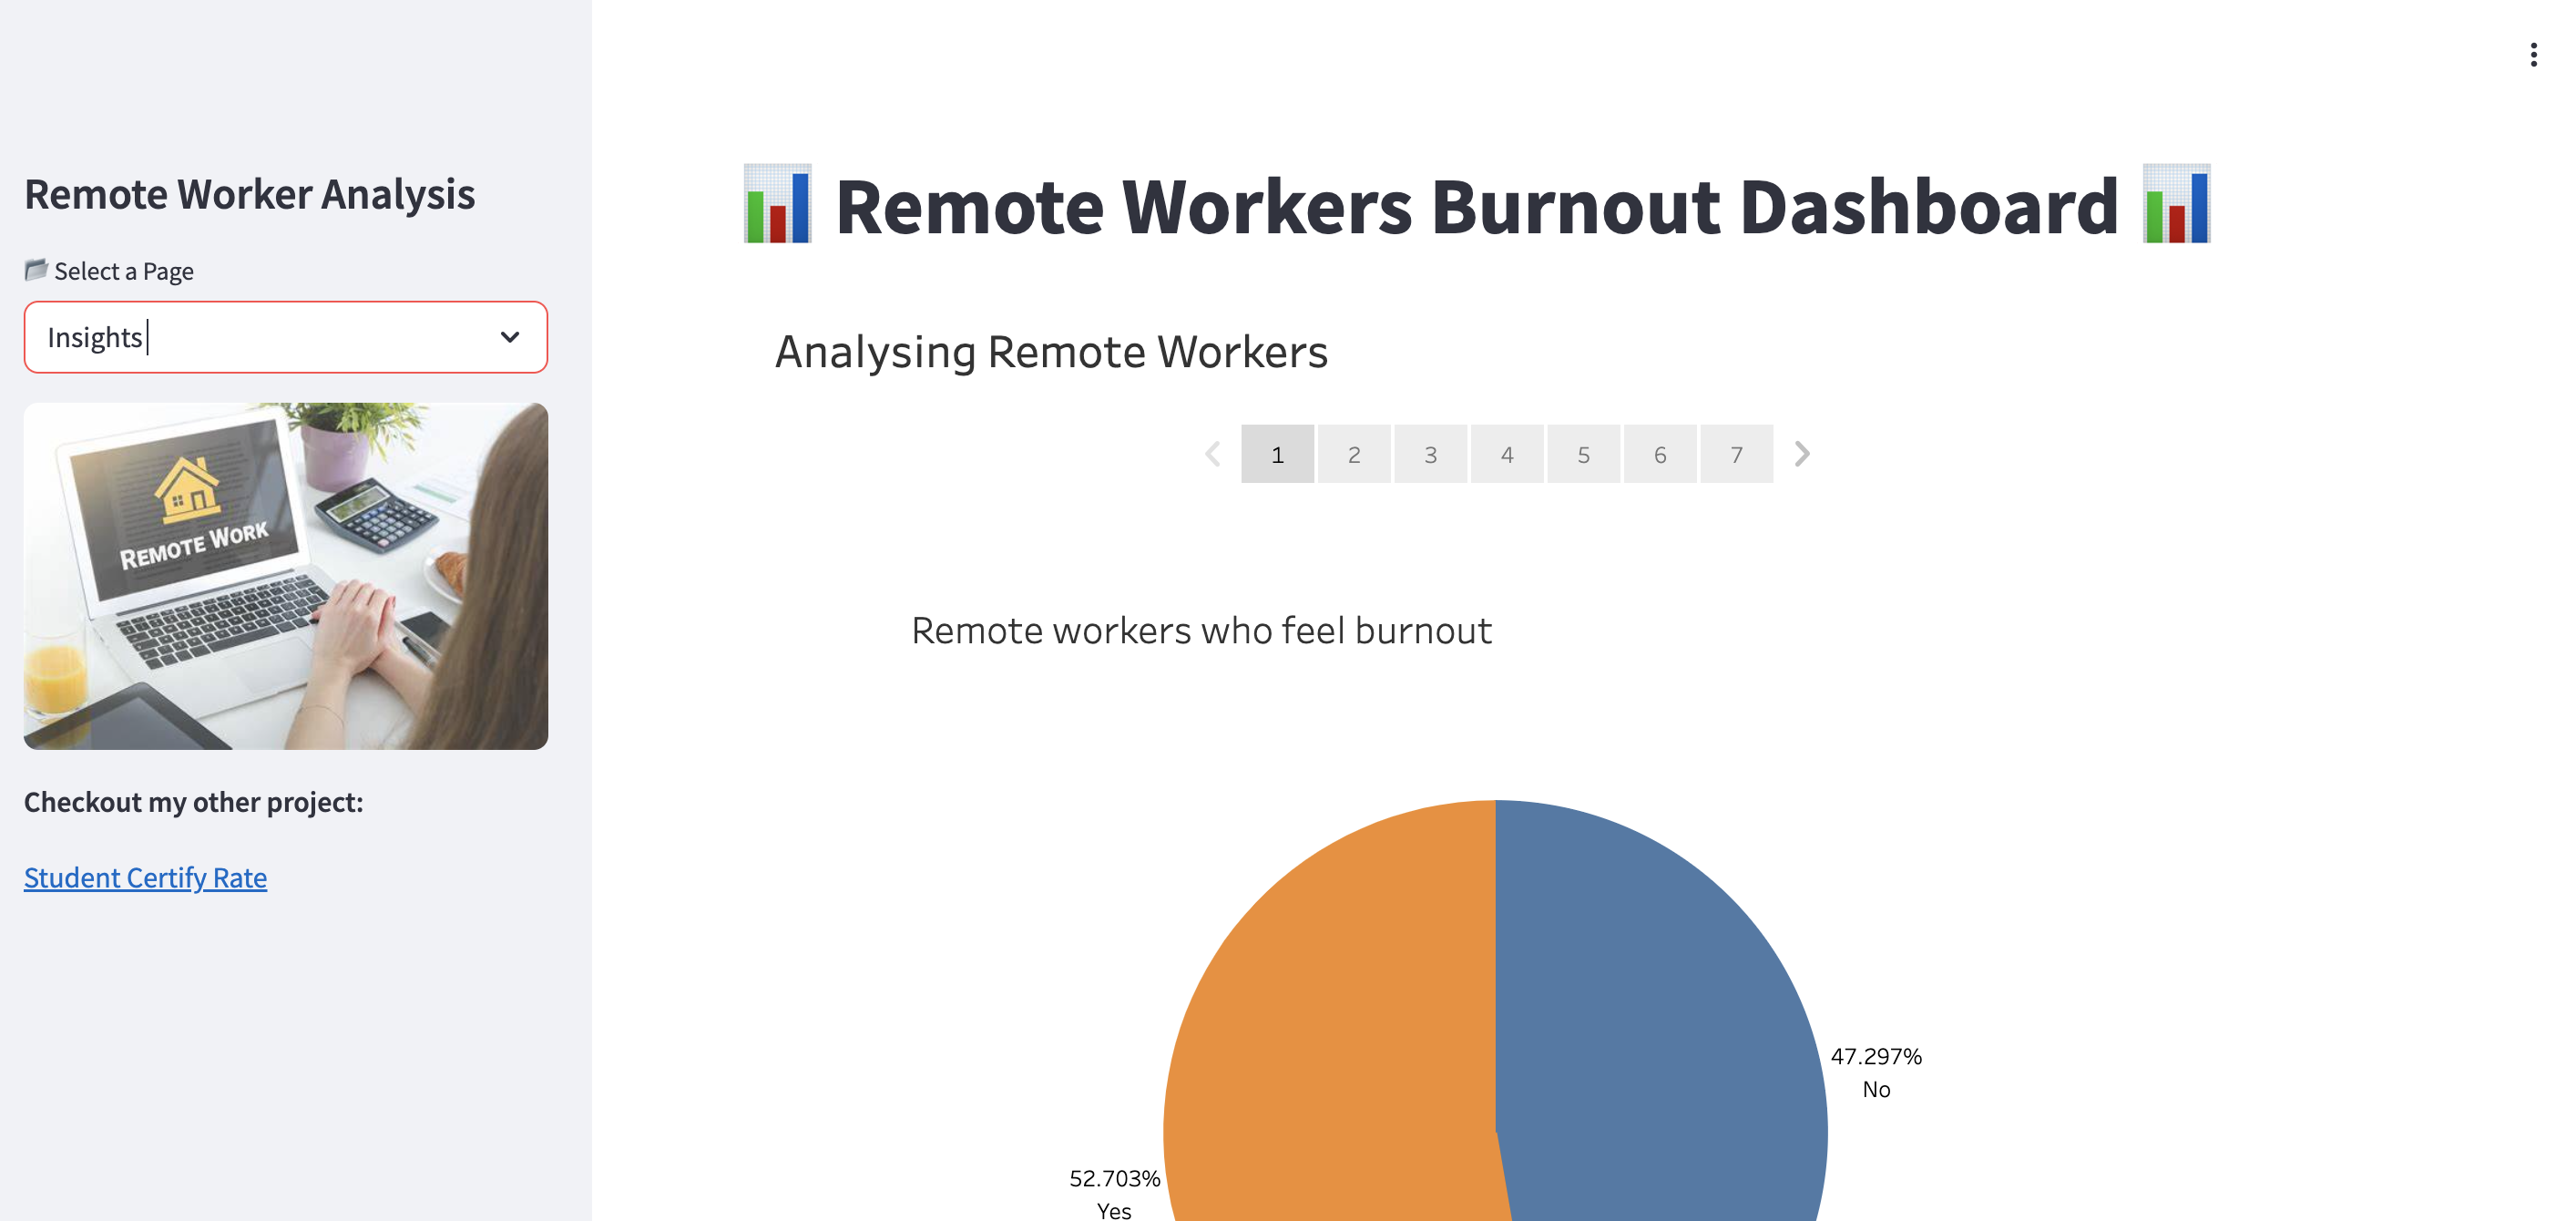 Remote Worker Analysis
Select a Page
Insights
REMOTE WORK
Checkout my other project:
Student Certify Rate
Remote Workers Burnout Dashboard
Analysing Remote Workers
1 2 3 4 5 6 7
Remote workers who feel burnout
47.297%
No
52.703%
Yes